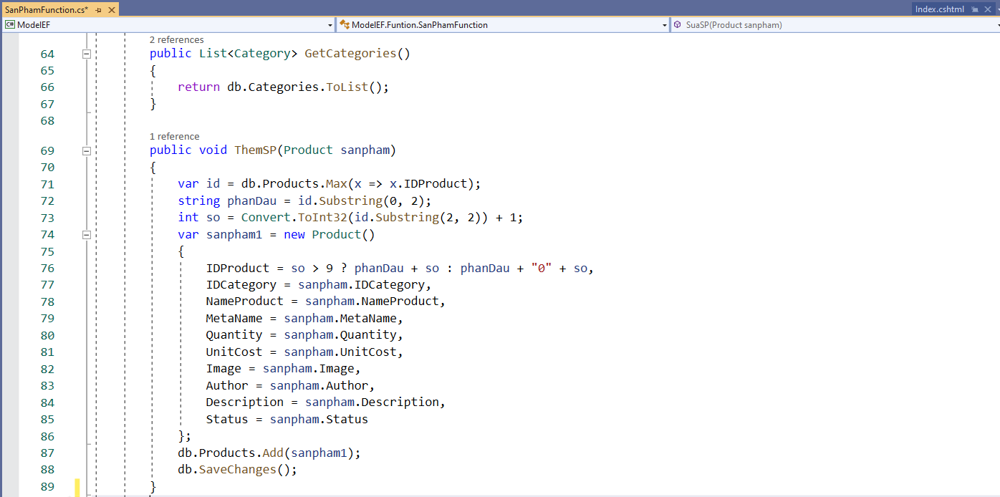 SanPhamFunction.cs*
Index.cshtml
C# ModelEF
ModelEF.Funtion.SanPhamFunction
SuaSP(Product sanpham)
2 references
64 public List<Category> GetCategories()
65 {
66 return db.Categories.ToList();
67 }
68
1 reference
69 public void ThemSP(Product sanpham)
70 {
71 var id = db.Products.Max(x => x.IDProduct);
72 string phanDau = id.Substring(0, 2);
73 int so = Convert.ToInt32(id.Substring(2, 2)) + 1;
74 var sanpham1 = new Product()
75 {
76 IDProduct = so > 9 ? phanDau + so : phanDau + "0" + so,
77 IDCategory = sanpham.IDCategory,
78 NameProduct = sanpham.NameProduct,
79 MetaName = sanpham.MetaName,
80 Quantity = sanpham.Quantity,
81 UnitCost = sanpham.UnitCost,
82 Image = sanpham.Image,
83 Author = sanpham.Author,
84 Description = sanpham.Description,
85 Status = sanpham.Status
86 };
87 db.Products.Add(sanpham1);
88 db.SaveChanges();
89 }